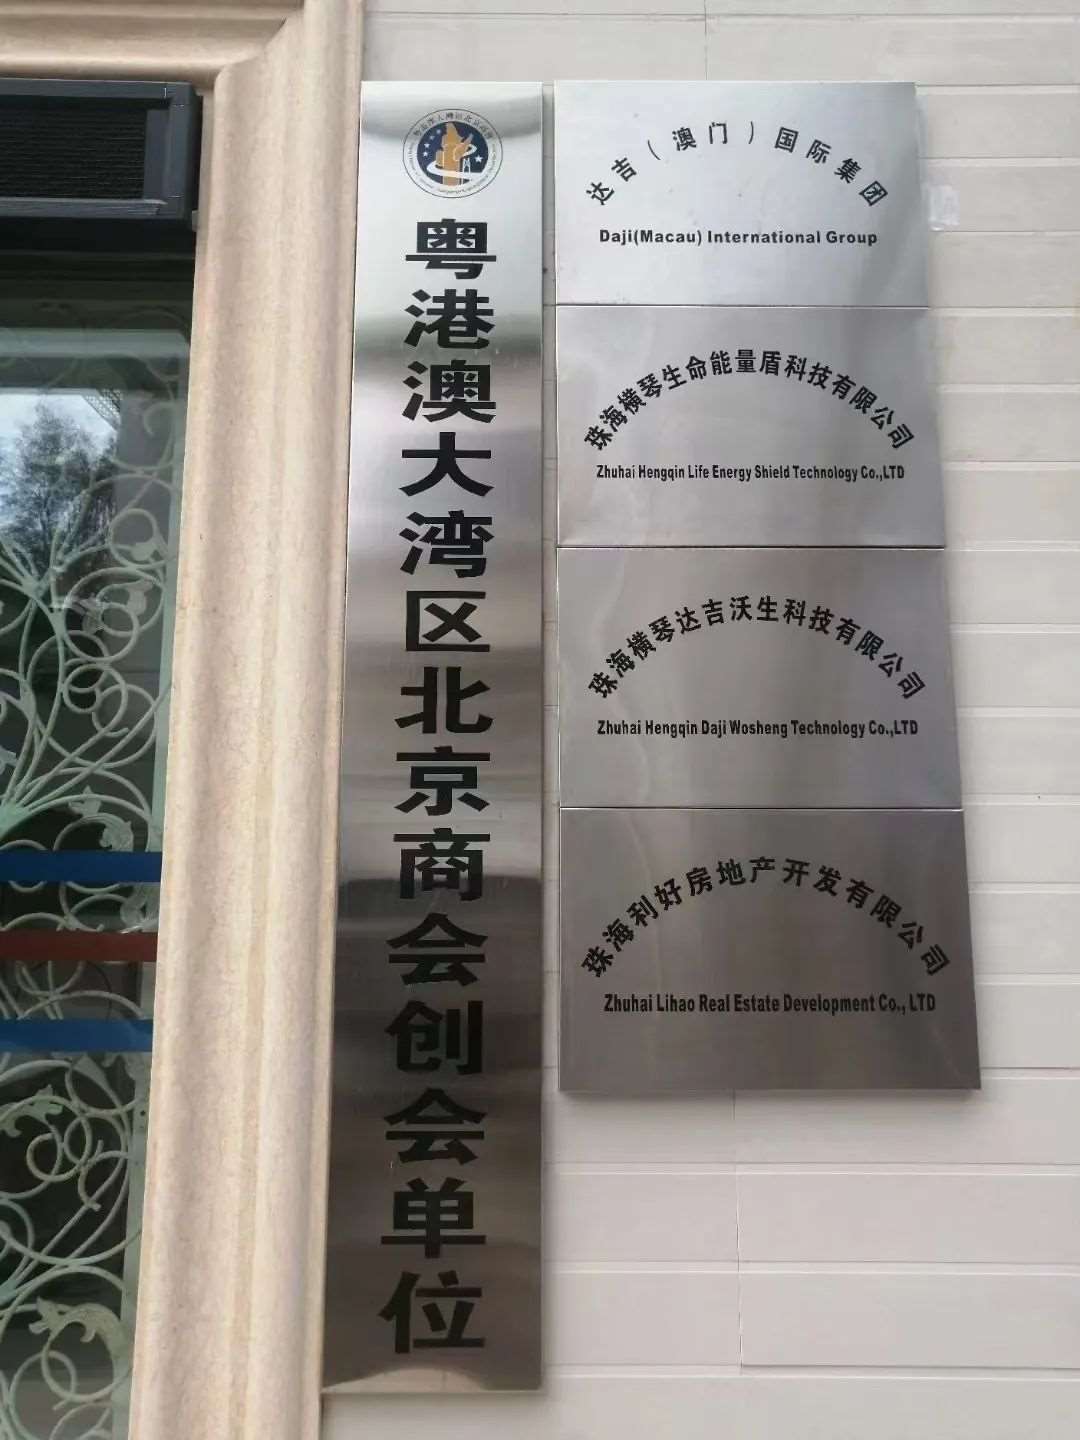 粤港澳大湾区北京商会创会单位
达吉（澳门）国际集团
Daji(Macau) International Group
珠海横琴生命能量盾科技有限公司
Zhuhai Hengqin Life Energy Shield Technology Co.,LTD
珠海横琴达吉沃生科技有限公司
Zhuhai Hengqin Daji Wosheng Technology Co.,LTD
珠海利好房地产开发有限公司
Zhuhai Lihao Real Estate Development Co., LTD